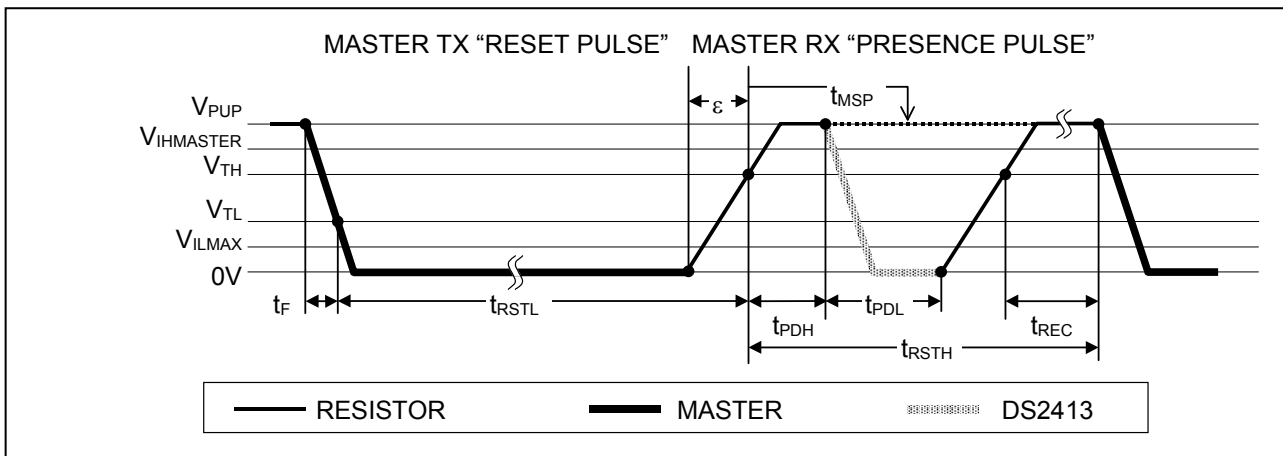 MASTER TX “RESET PULSE” MASTER RX “PRESENCE PULSE”
ε tMSP
VPUP
VIHMASTER
VTH
VTL
VILMAX
0V
tF tRSTL tPDH tPDL tREC
tRSTH
RESISTOR MASTER DS2413